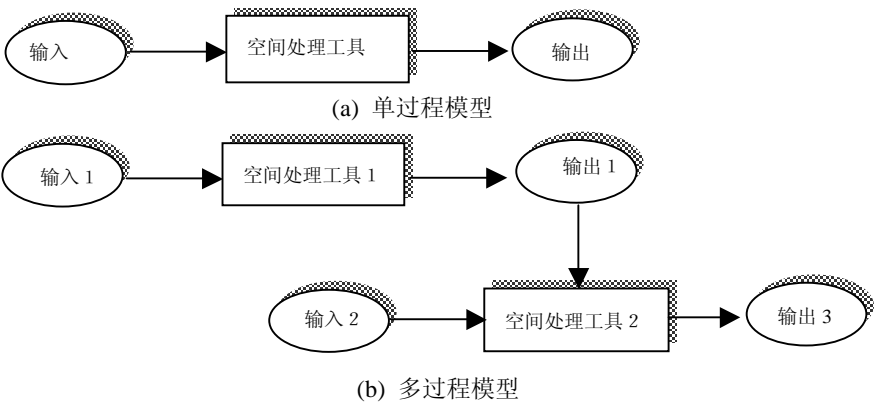 输入
空间处理工具
输出
(a) 单过程模型
输入 1
空间处理工具 1
输出 1
输入 2
空间处理工具 2
输出 3
(b) 多过程模型